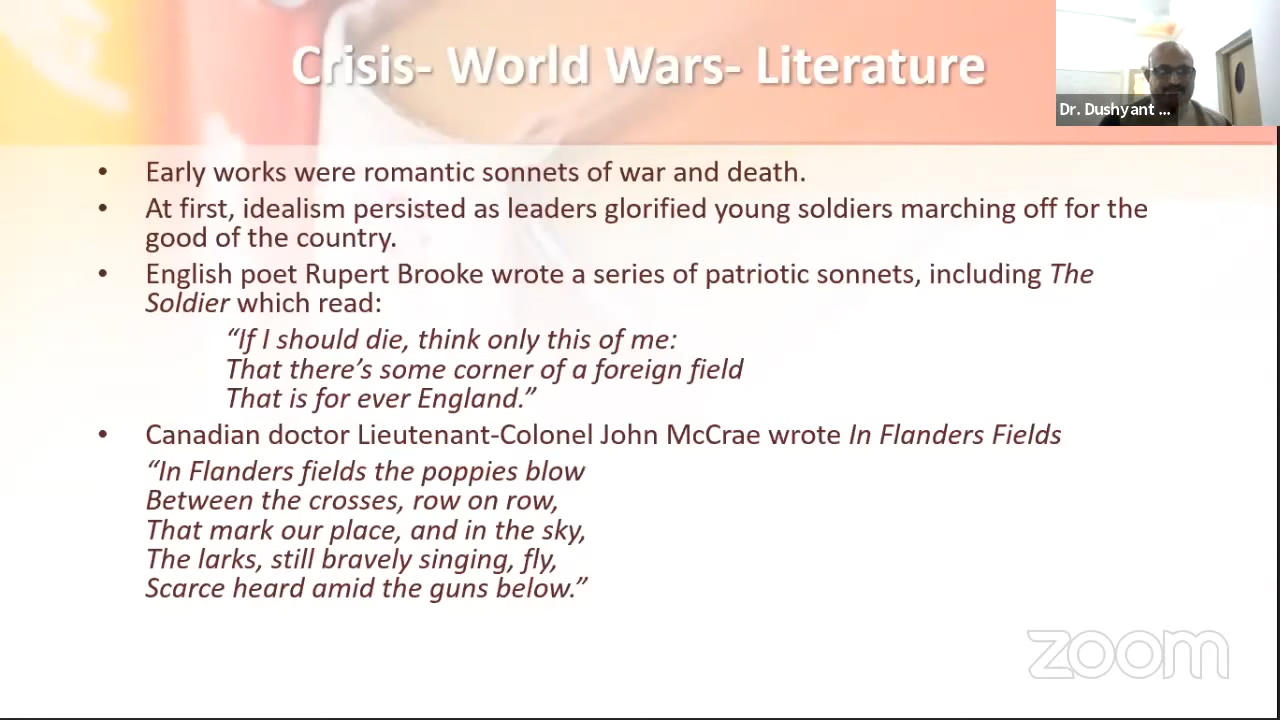 Crisis- World Wars- Literature
Dr. Dushyant ...
• Early works were romantic sonnets of war and death.
• At first, idealism persisted as leaders glorified young soldiers marching off for the
good of the country.
• English poet Rupert Brooke wrote a series of patriotic sonnets, including The
Soldier which read:
“If I should die, think only this of me:
That there’s some corner of a foreign field
That is for ever England.”
• Canadian doctor Lieutenant-Colonel John McCrae wrote In Flanders Fields
“In Flanders fields the poppies blow
Between the crosses, row on row,
That mark our place, and in the sky,
The larks, still bravely singing, fly,
Scarce heard amid the guns below.”
zoom